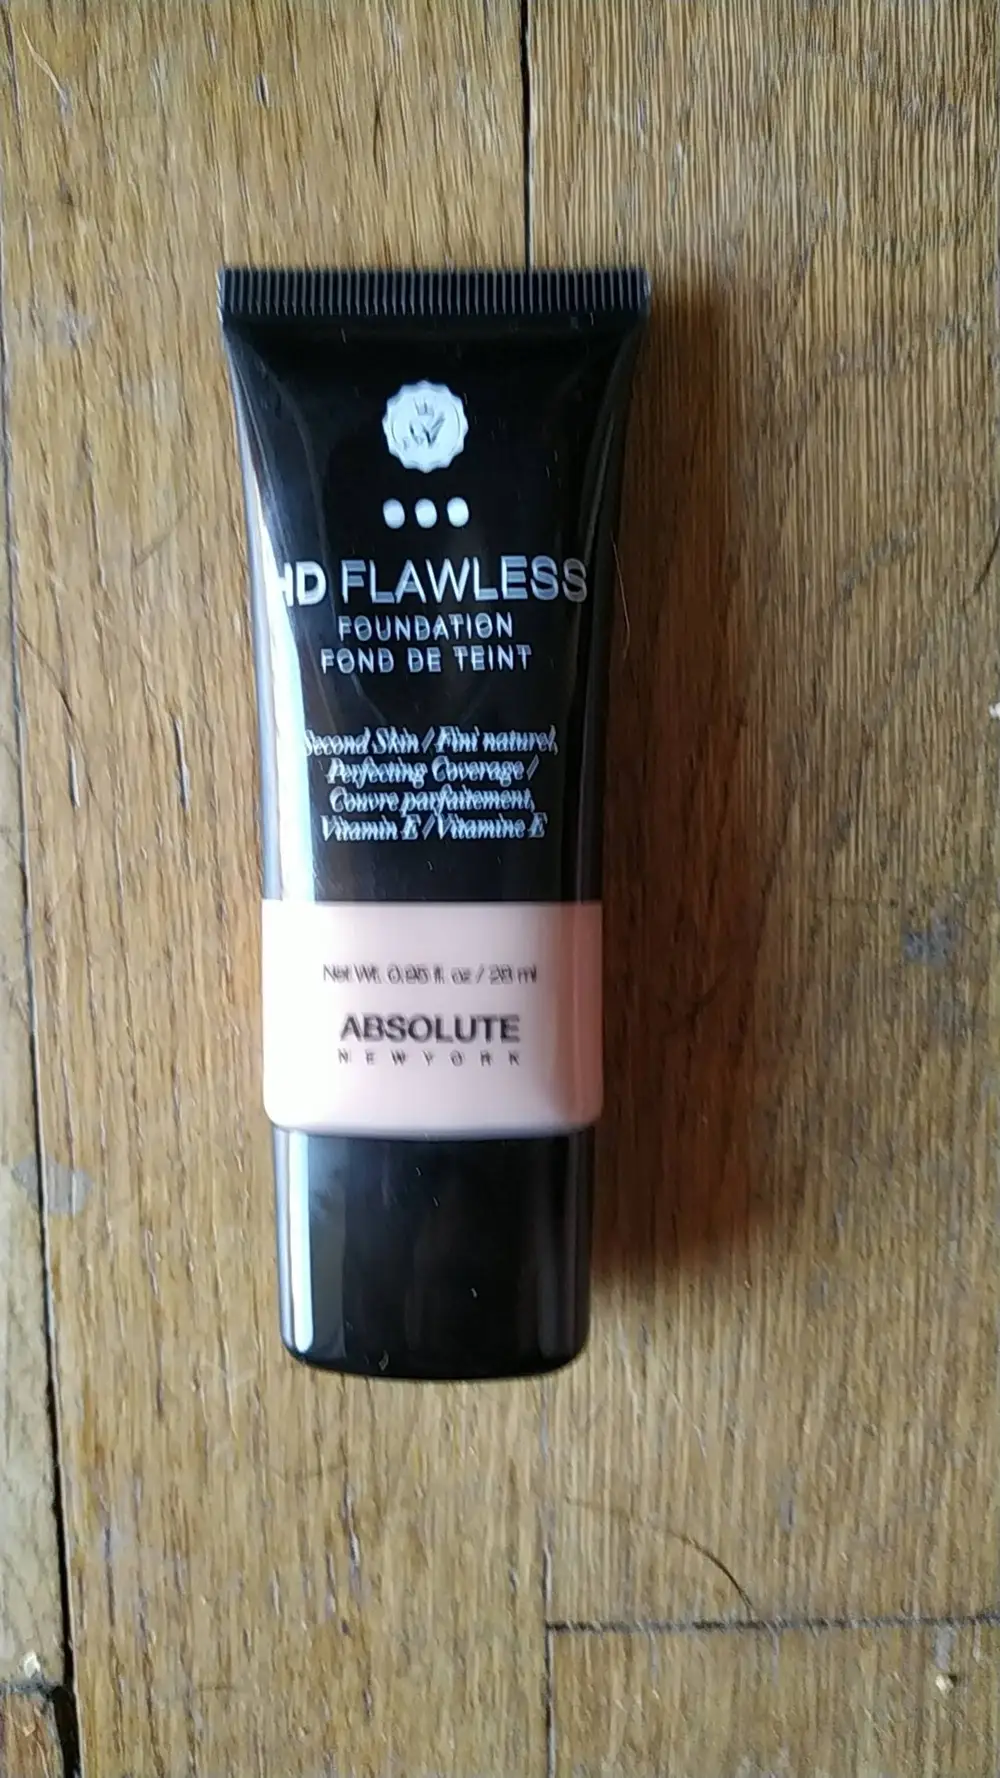 HD FLAWLESS
FOUNDATION
FOND DE TEINT
Second Skin / Fini naturel,
Perfecting Coverage /
Couvre parfaitement,
Vitamin E / Vitamine E
Net Wt. 0.95 fl. oz / 28 ml
ABSOLUTE
NEW YORK